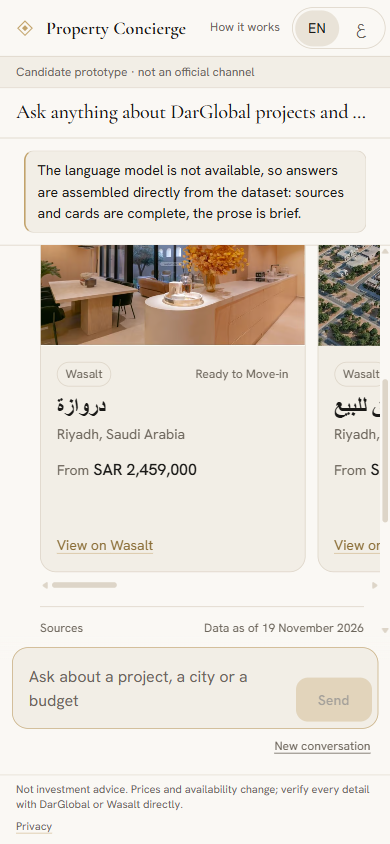 Property Concierge
How it works
EN
ع
Candidate prototype · not an official channel
Ask anything about DarGlobal projects and ...
The language model is not available, so answers
are assembled directly from the dataset: sources
and cards are complete, the prose is brief.
Wasalt
Ready to Move-in
دروازة
Riyadh, Saudi Arabia
From SAR 2,459,000
View on Wasalt
Wasalt
للبيع
Riyadh,
From S
View on
Sources
Data as of 19 November 2026
Ask about a project, a city or a
budget
Send
New conversation
Not investment advice. Prices and availability change; verify every detail
with DarGlobal or Wasalt directly.
Privacy